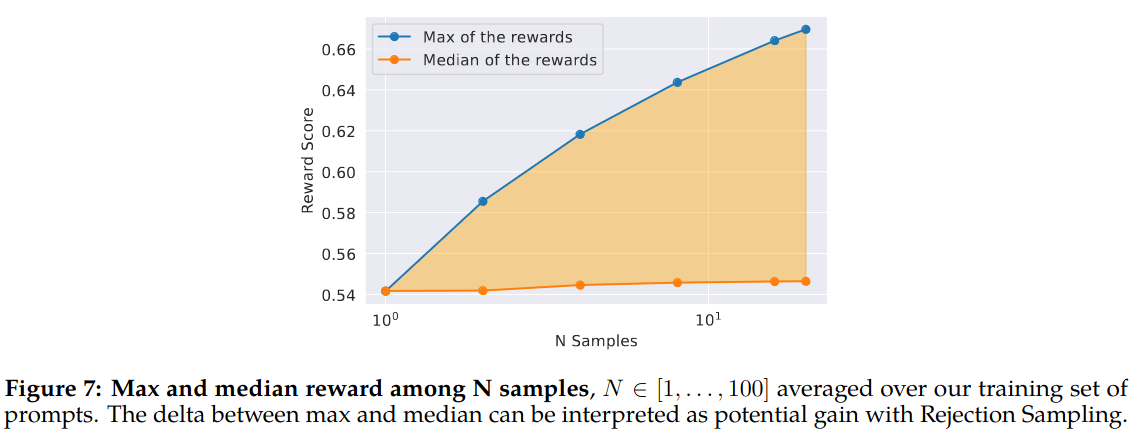 Max of the rewards
Median of the rewards
0.66
0.64
0.62
0.60
0.58
0.56
0.54
Reward Score
10⁰ 10¹
N Samples
Figure 7: Max and median reward among N samples, N ∈ [1, . . . , 100] averaged over our training set of
prompts. The delta between max and median can be interpreted as potential gain with Rejection Sampling.